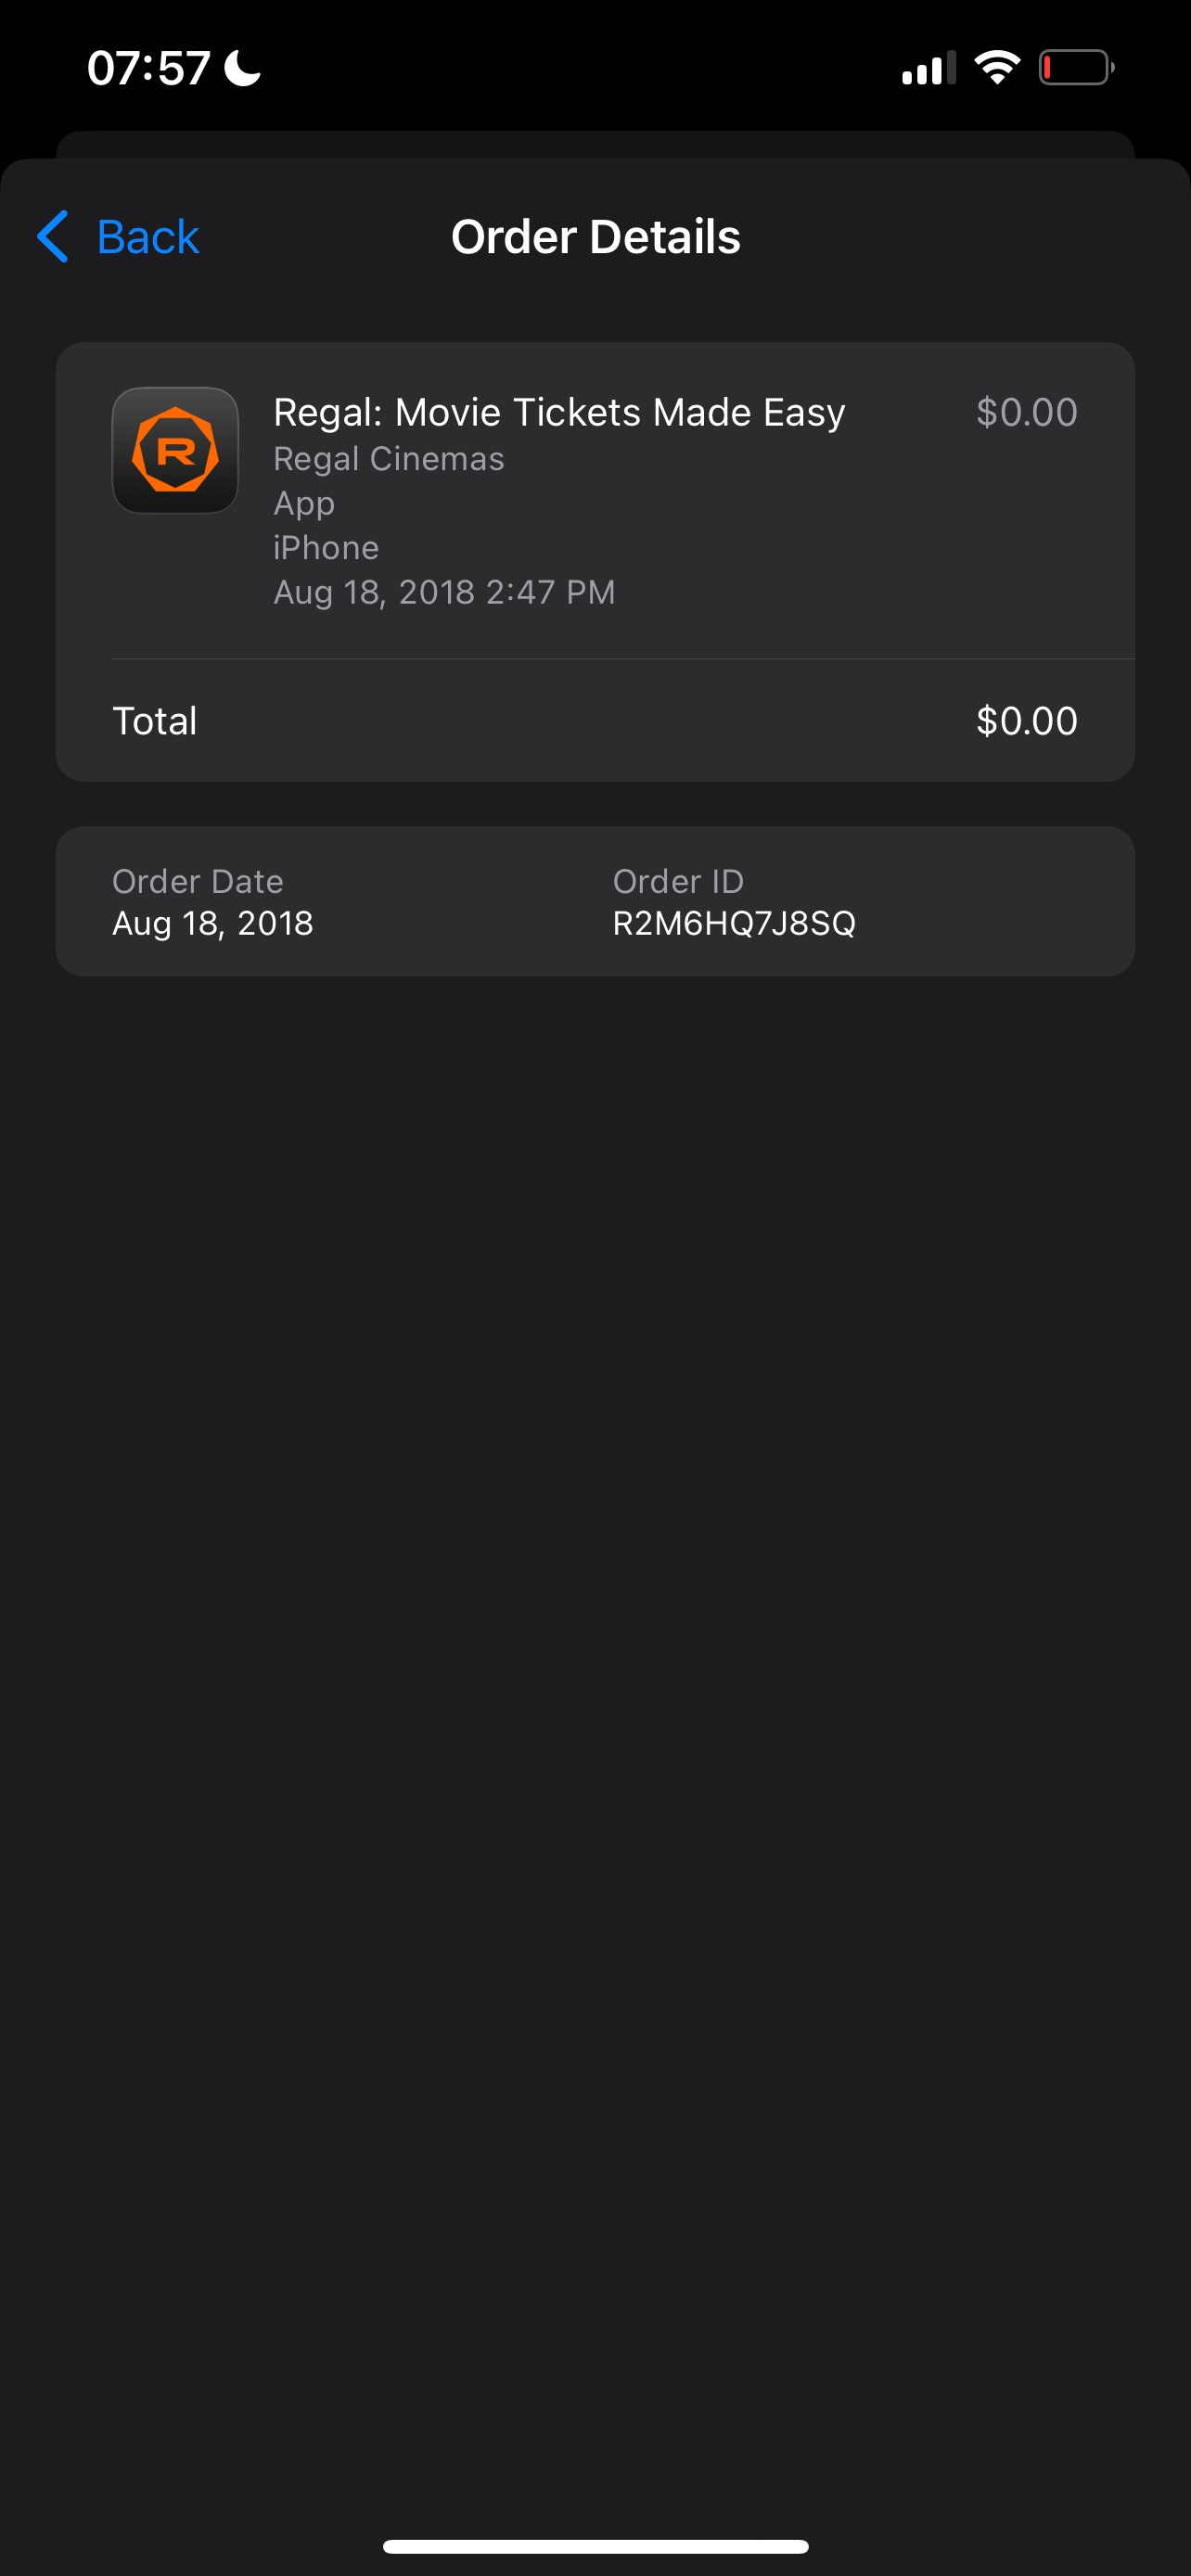 07:57
Back
Order Details
Regal: Movie Tickets Made Easy $0.00
Regal Cinemas
App
iPhone
Aug 18, 2018 2:47 PM
Total $0.00
Order Date Order ID
Aug 18, 2018 R2M6HQ7J8SQ
R